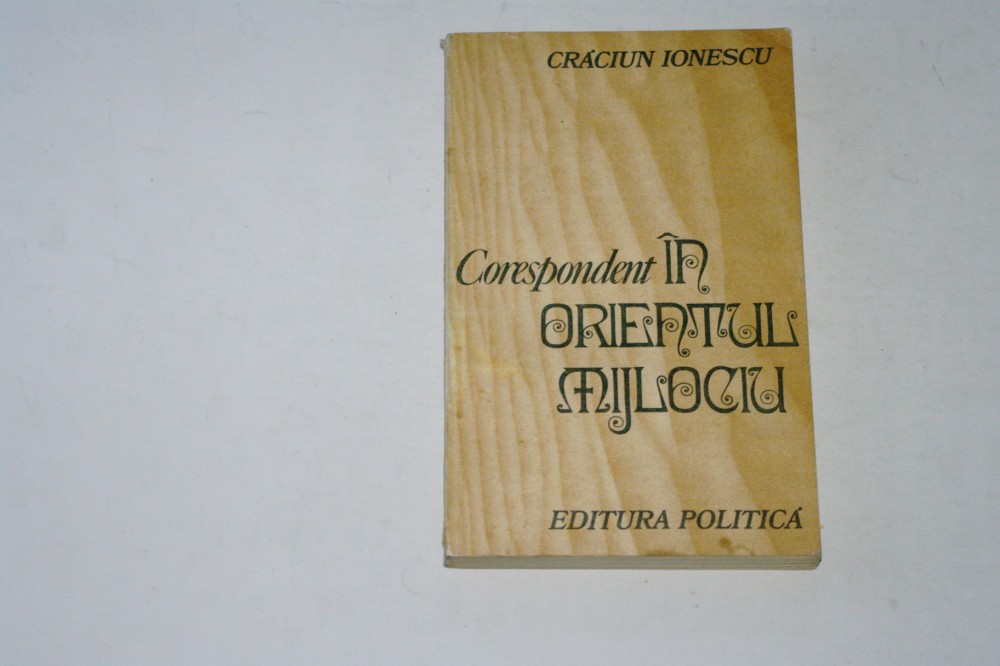 CRĂCIUN IONESCU
Corespondent ÎN
ORIENTUL
MIJLOCIU
EDITURA POLITICĂ